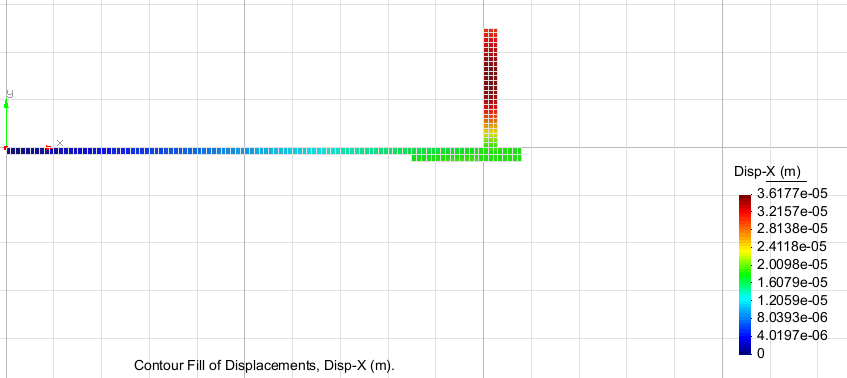 y
x
Disp-X (m)
3.6177e-05
3.2157e-05
2.8138e-05
2.4118e-05
2.0098e-05
1.6079e-05
1.2059e-05
8.0393e-06
4.0197e-06
0
Contour Fill of Displacements, Disp-X (m).